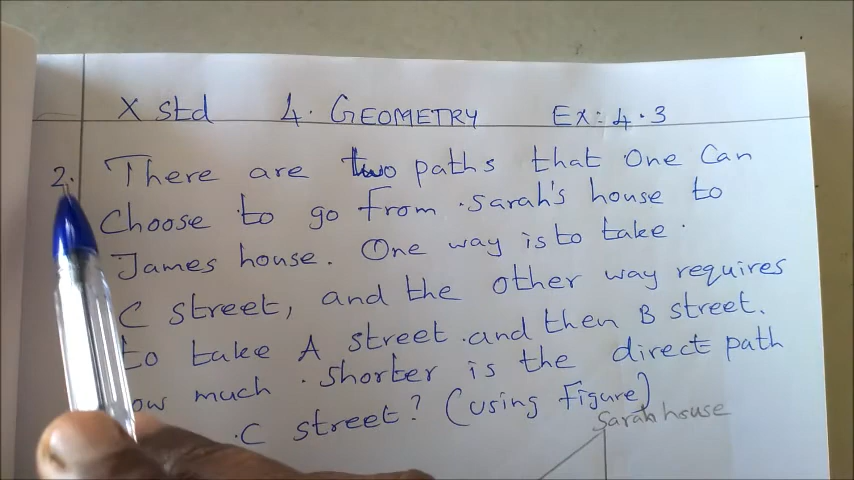 X Std 4. GEOMETRY Ex: 4.3
2. There are two paths that one can
choose to go from Sarah's house to
James house. One way is to take
C street, and the other way requires
to take A street and then B street.
much shorter is the direct path
C street? (using figure)
Sarah house